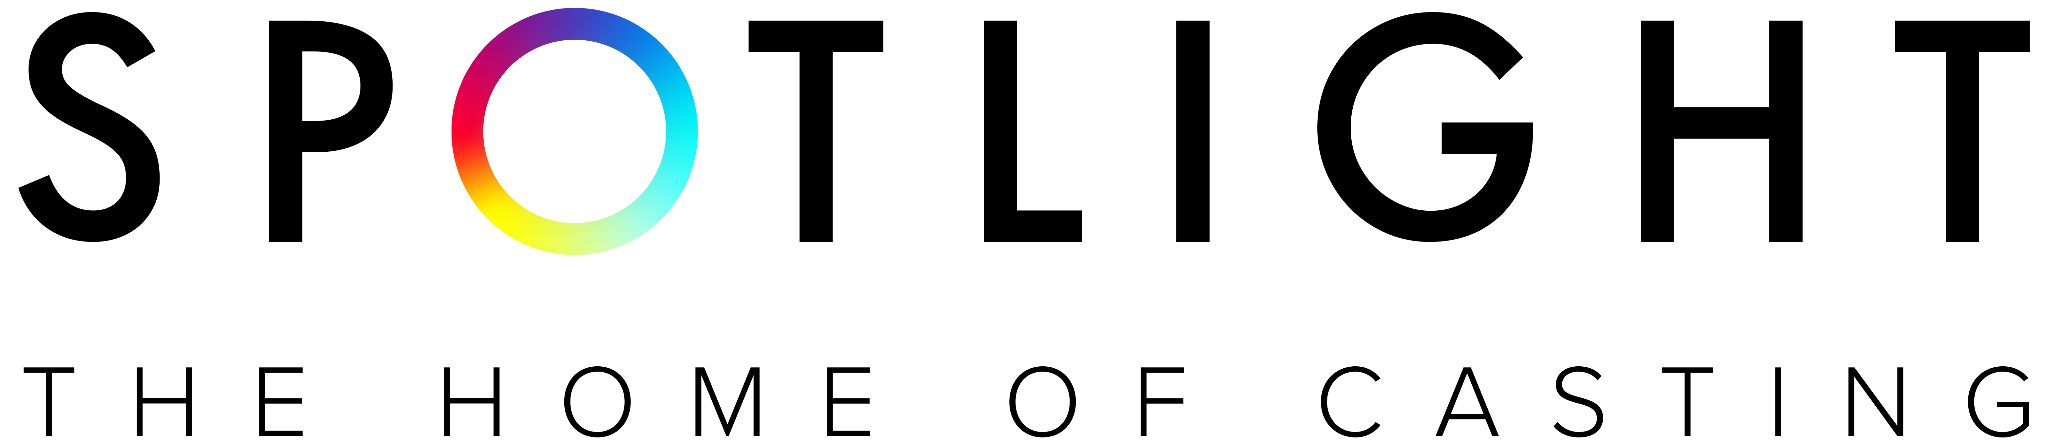 SPOTLIGHT
THE HOME OF CASTING